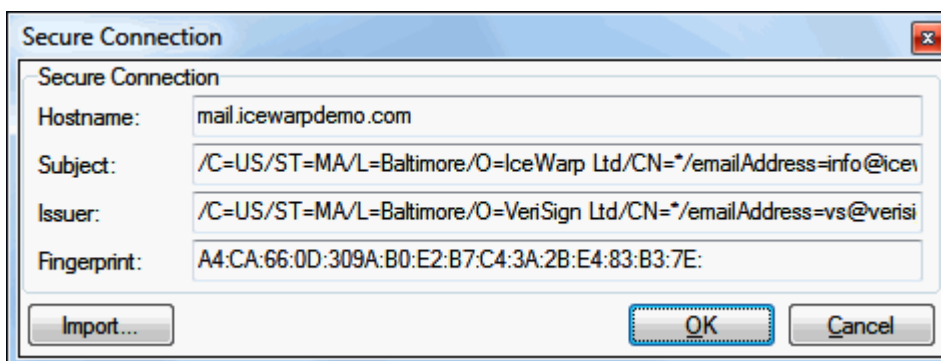 Secure Connection
Secure Connection
Hostname: mail.icewarpdemo.com
Subject: /C=US/ST=MA/L=Baltimore/O=IceWarp Ltd/CN=*/emailAddress=info@icew
Issuer: /C=US/ST=MA/L=Baltimore/O=VeriSign Ltd/CN=*/emailAddress=vs@verisi
Fingerprint: A4:CA:66:0D:309A:B0:E2:B7:C4:3A:2B:E4:83:B3:7E:
Import... OK Cancel